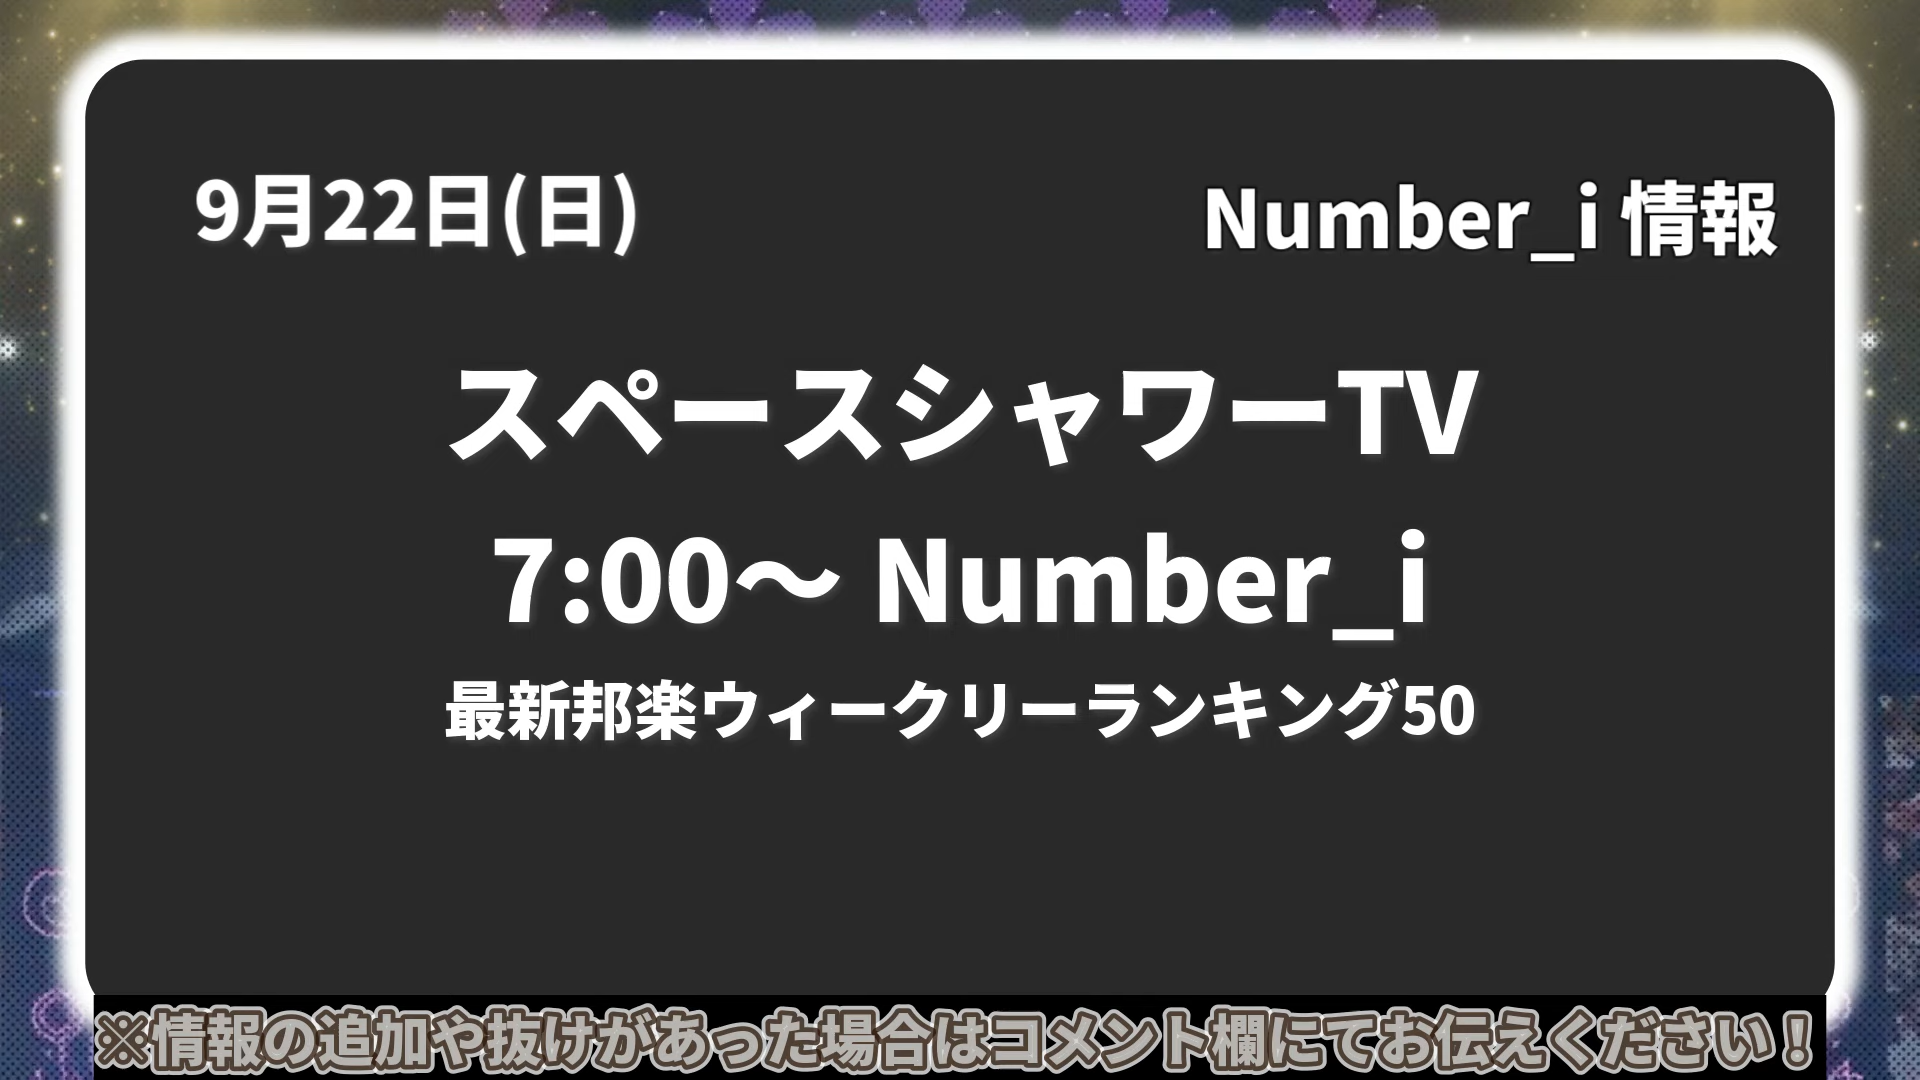 9月22日(日)
Number_i 情報
スペースシャワーTV
7:00～ Number_i
最新邦楽ウィークリーランキング50
※情報の追加や抜けがあった場合はコメント欄にてお伝えください！